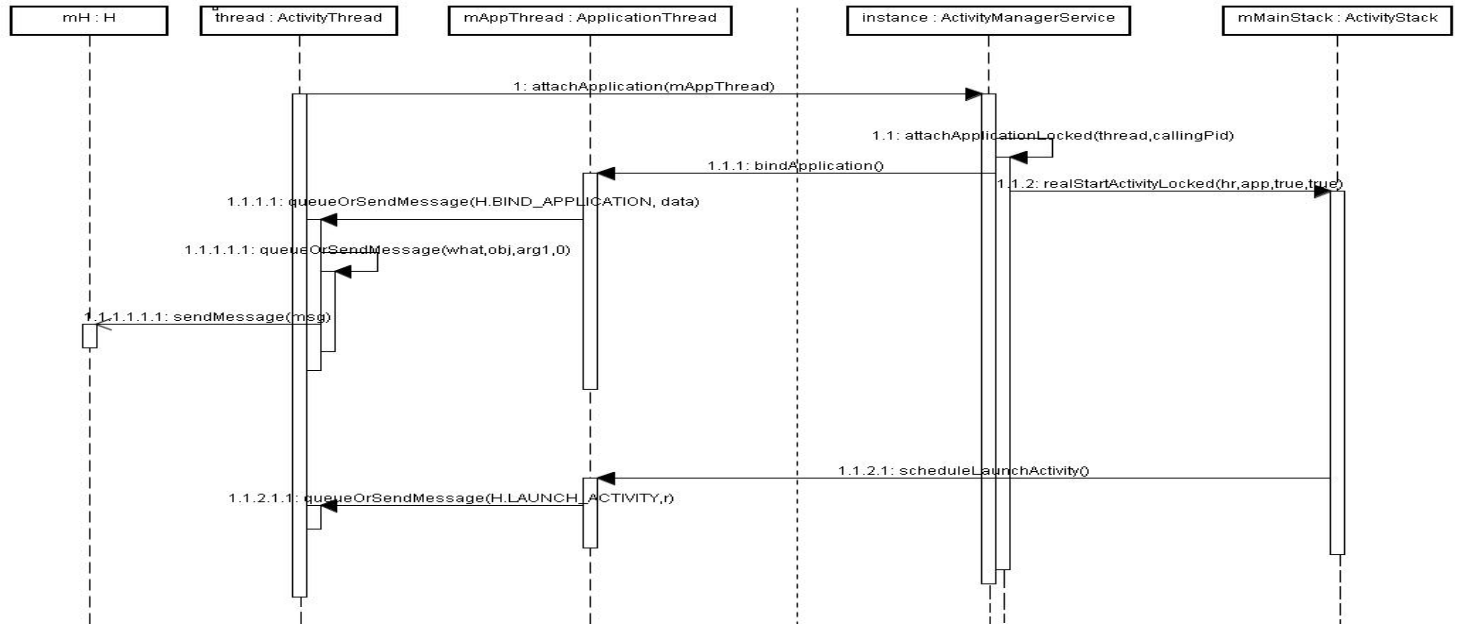 mH : H
thread : ActivityThread
mAppThread : ApplicationThread
instance : ActivityManagerService
mMainStack : ActivityStack
1: attachApplication(mAppThread)
1.1: attachApplicationLocked(thread,callingPid)
1.1.1: bindApplication()
1.1.2: realStartActivityLocked(hr,app,true,true)
1.1.1.1: queueOrSendMessage(H.BIND_APPLICATION, data)
1.1.1.1.1: queueOrSendMessage(what,obj,arg1,0)
1.1.1.1.1.1: sendMessage(msg)
1.1.2.1: scheduleLaunchActivity()
1.1.2.1.1: queueOrSendMessage(H.LAUNCH_ACTIVITY,r)